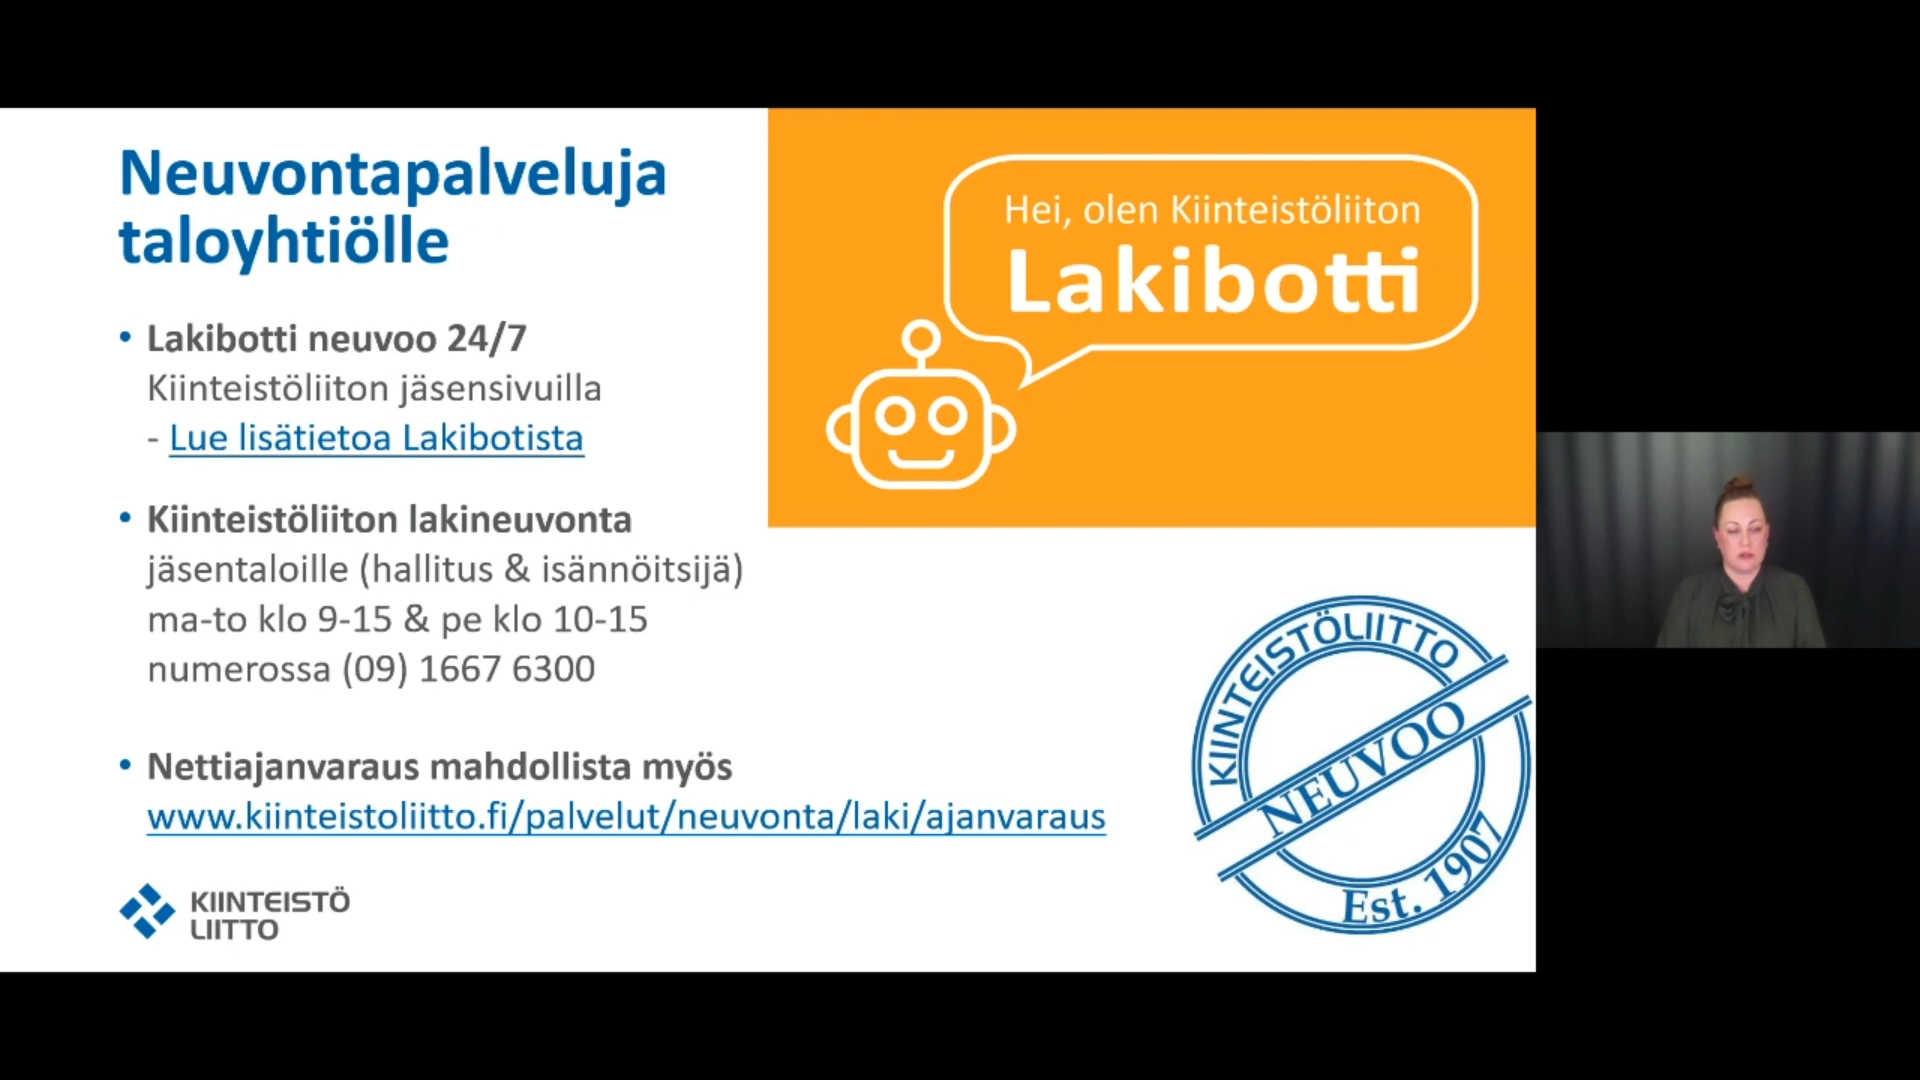 Neuvontapalveluja
taloyhtiölle
• Lakibotti neuvoo 24/7
Kiinteistöliiton jäsensivuilla
- Lue lisätietoa Lakibotista
• Kiinteistöliiton lakineuvonta
jäsentaloille (hallitus & isännöitsijä)
ma-to klo 9-15 & pe klo 10-15
numerossa (09) 1667 6300
• Nettiajanvaraus mahdollista myös
www.kiinteistoliitto.fi/palvelut/neuvonta/laki/ajanvaraus
KIINTEISTÖ
LIITTO
Hei, olen Kiinteistöliiton
Lakibotti
KIINTEISTÖLIITTO
NEUVOO
Est. 1907